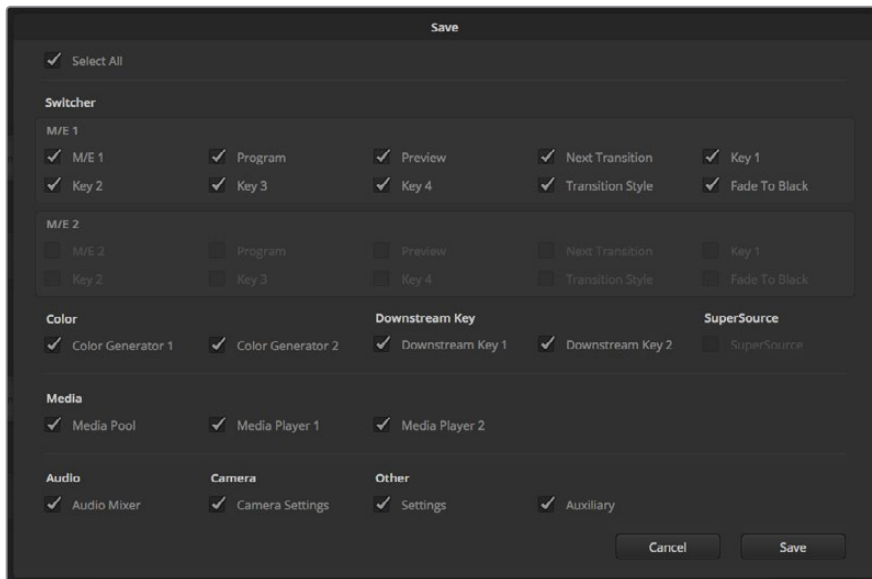 Save
Select All
Switcher
M/E 1
M/E 1 Program Preview Next Transition Key 1
Key 2 Key 3 Key 4 Transition Style Fade To Black
M/E 2
M/E 2 Program Preview Next Transition Key 1
Key 2 Key 3 Key 4 Transition Style Fade To Black
Color Downstream Key SuperSource
Color Generator 1 Color Generator 2 Downstream Key 1 Downstream Key 2 SuperSource
Media
Media Pool Media Player 1 Media Player 2
Audio Camera Other
Audio Mixer Camera Settings Settings Auxiliary
Cancel Save